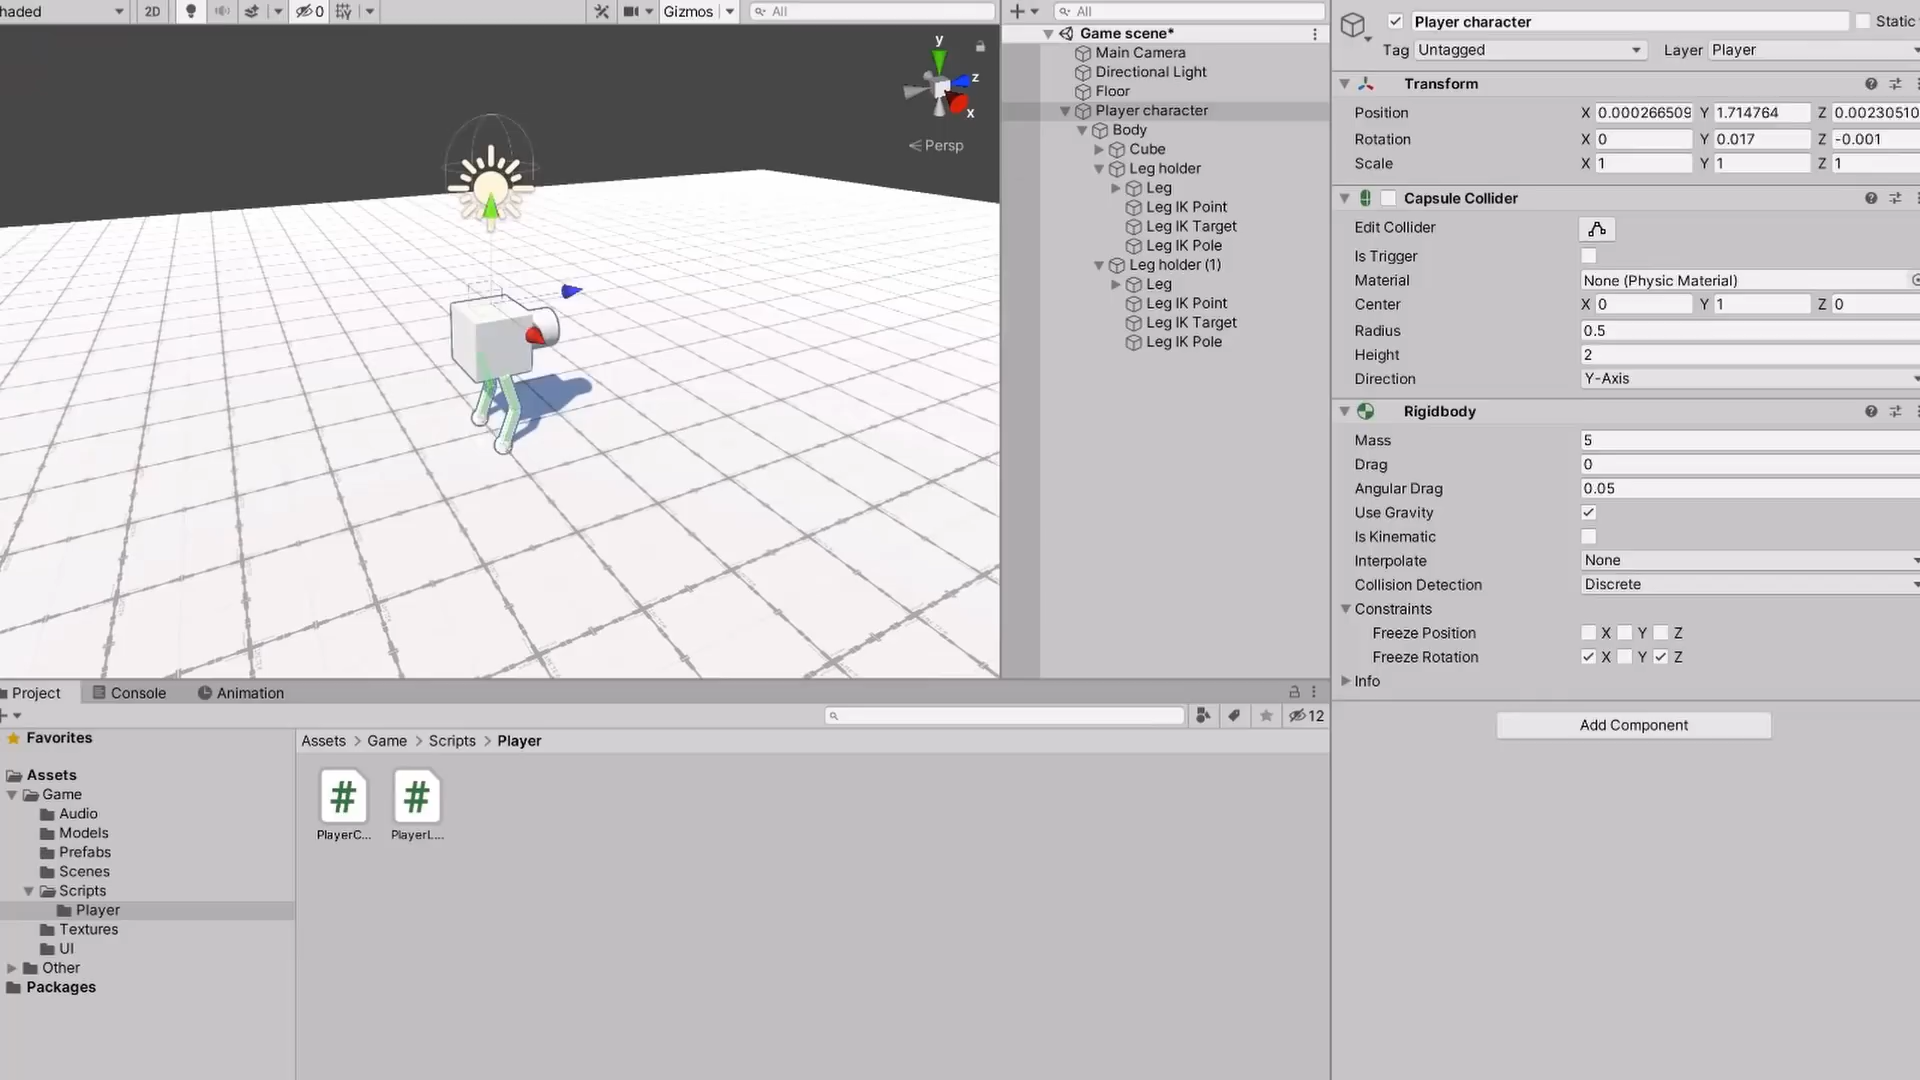 haded 2D 0 Gizmos All
y
z
x
Persp
All
Game scene*
Main Camera
Directional Light
Floor
Player character
Body
Cube
Leg holder
Leg
Leg IK Point
Leg IK Target
Leg IK Pole
Leg holder (1)
Leg
Leg IK Point
Leg IK Target
Leg IK Pole
Player character Static
Tag Untagged Layer Player
Transform
Position X 0.000266509 Y 1.714764 Z 0.00230510
Rotation X 0 Y 0.017 Z -0.001
Scale X 1 Y 1 Z 1
Capsule Collider
Edit Collider
Is Trigger
Material None (Physic Material)
Center X 0 Y 1 Z 0
Radius 0.5
Height 2
Direction Y-Axis
Rigidbody
Mass 5
Drag 0
Angular Drag 0.05
Use Gravity
Is Kinematic
Interpolate None
Collision Detection Discrete
Constraints
Freeze Position X Y Z
Freeze Rotation X Y Z
Info
Add Component
Project Console Animation
12
Favorites
Assets
Game
Audio
Models
Prefabs
Scenes
Scripts
Player
Textures
UI
Other
Packages
Assets > Game > Scripts > Player
PlayerC... PlayerL...